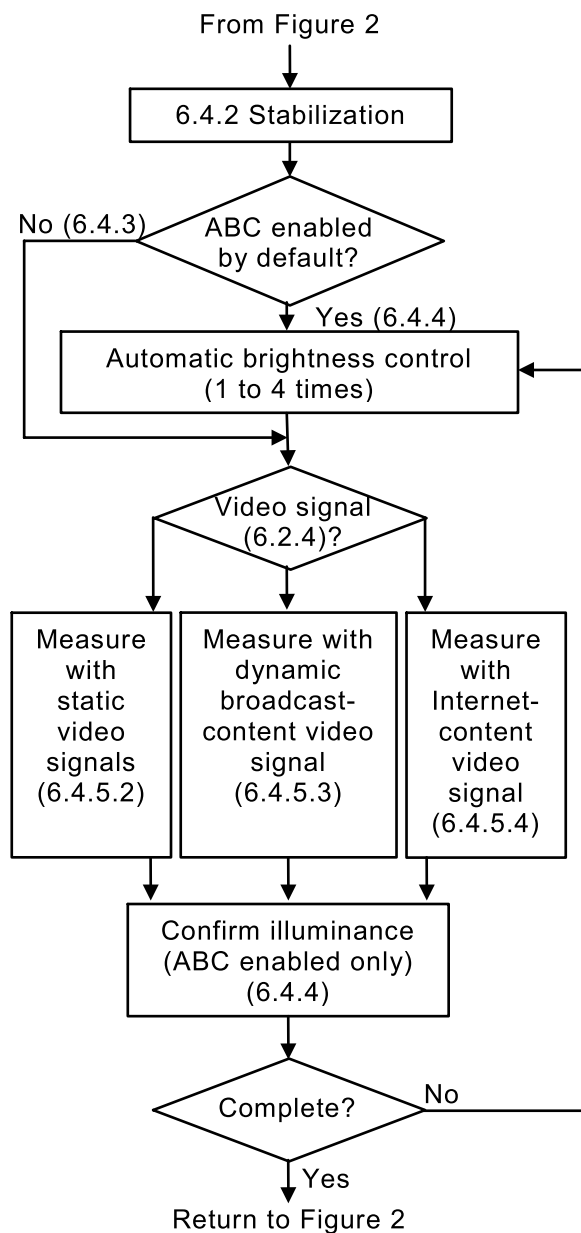 From Figure 2
6.4.2 Stabilization
No (6.4.3)
ABC enabled
by default?
Yes (6.4.4)
Automatic brightness control
(1 to 4 times)
Video signal
(6.2.4)?
Measure
with
static
video
signals
(6.4.5.2)
Measure with
dynamic
broadcast-
content video
signal
(6.4.5.3)
Measure
with
Internet-
content
video
signal
(6.4.5.4)
Confirm illuminance
(ABC enabled only)
(6.4.4)
Complete?
No
Yes
Return to Figure 2